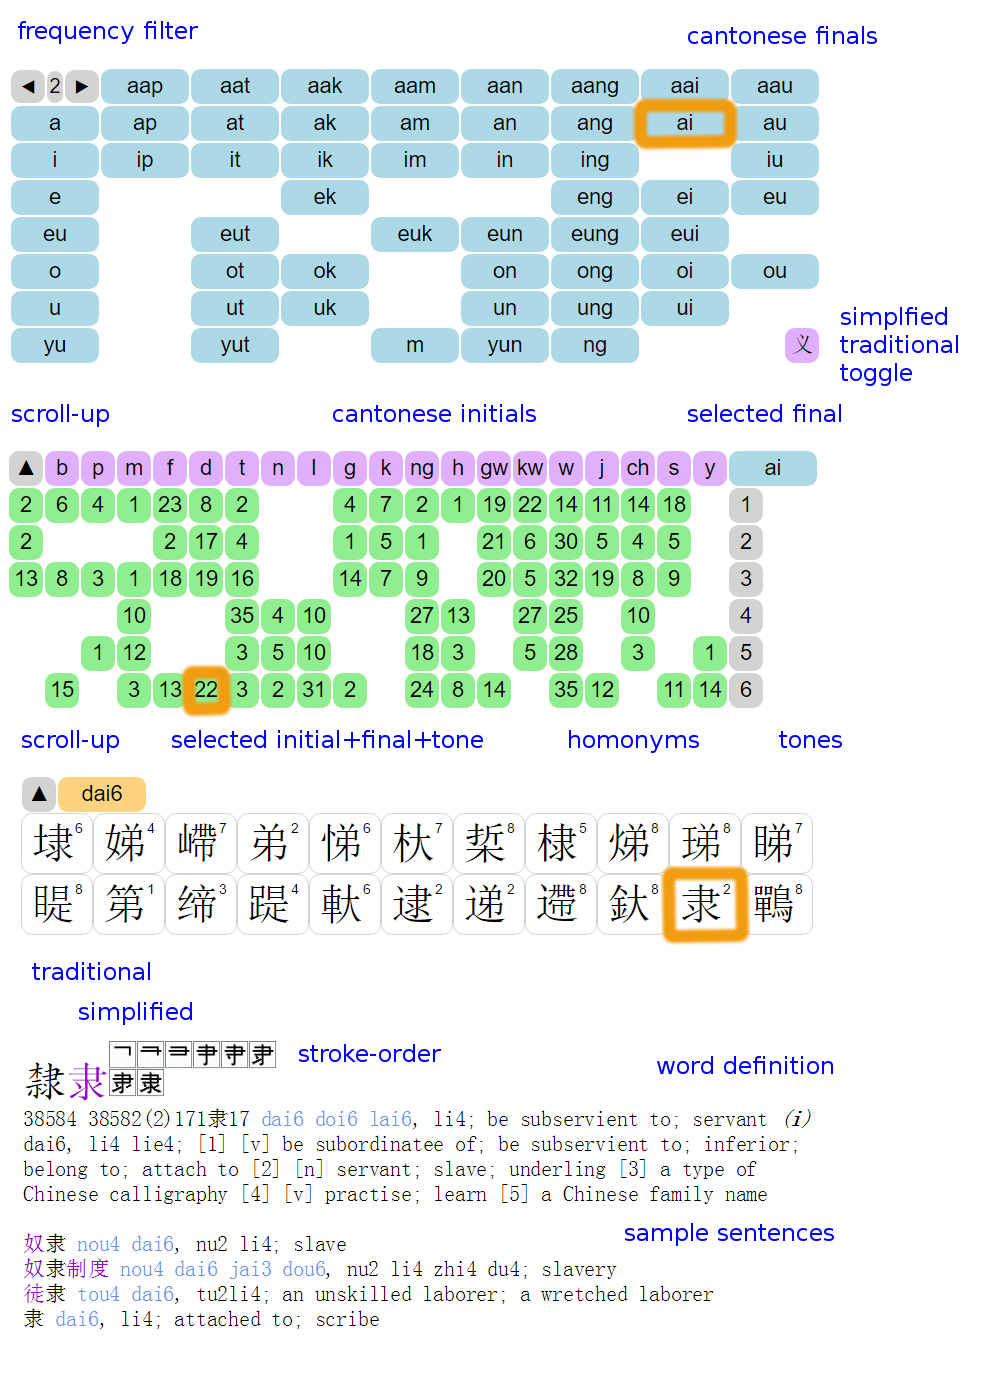 frequency filter
cantonese finals
◄ 2 ► aap aat aak aam aan aang aai aau
a ap at ak am an ang ai au
i ip it ik im in ing iu
e ek eng ei eu
eu eut euk eun eung eui
o ot ok on ong oi ou
u ut uk un ung ui
yu yut m yun ng
义
simplfied
traditional
toggle
scroll-up cantonese initials selected final
▲ b p m f d t n l g k ng h gw kw w j ch s y ai
2 6 4 1 23 8 2 4 7 2 1 19 22 14 11 14 18 1
2 2 17 4 1 5 1 21 6 30 5 4 5 2
13 8 3 1 18 19 16 14 7 9 20 5 32 19 8 9 3
10 35 4 10 27 13 27 25 10 4
1 12 3 5 10 18 3 5 28 3 1 5
15 3 13 22 3 2 31 2 24 8 14 35 12 11 14 6
scroll-up selected initial+final+tone homonyms tones
▲ dai6
埭6 娣4 嵽7 弟2 悌6 杕7 栔8 棣5 焍8 珶8 睇7
睼8 第1 缔3 踶4 軑6 逮2 递2 遰8 釱8 隶2 鷤8
traditional
simplified
stroke-order
word definition
隸隶
38584 38582(2)171隶17 dai6 doi6 lai6, li4; be subservient to; servant (i)
dai6, li4 lie4; [1] [v] be subordinatee of; be subservient to; inferior;
belong to; attach to [2] [n] servant; slave; underling [3] a type of
Chinese calligraphy [4] [v] practise; learn [5] a Chinese family name
sample sentences
奴隶 nou4 dai6, nu2 li4; slave
奴隶制度 nou4 dai6 jai3 dou6, nu2 li4 zhi4 du4; slavery
徒隶 tou4 dai6, tu2li4; an unskilled laborer; a wretched laborer
隶 dai6, li4; attached to; scribe